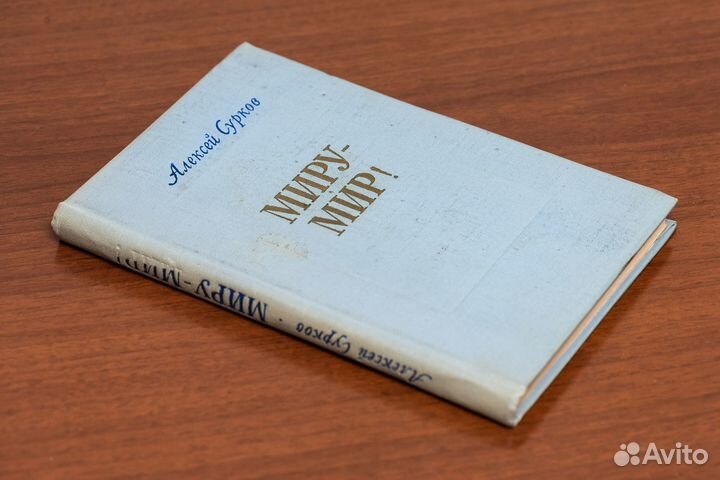 Алексей Сурков
МИРУ-
МИР!
Алексей Сурков · МИРУ-МИР!
Avito